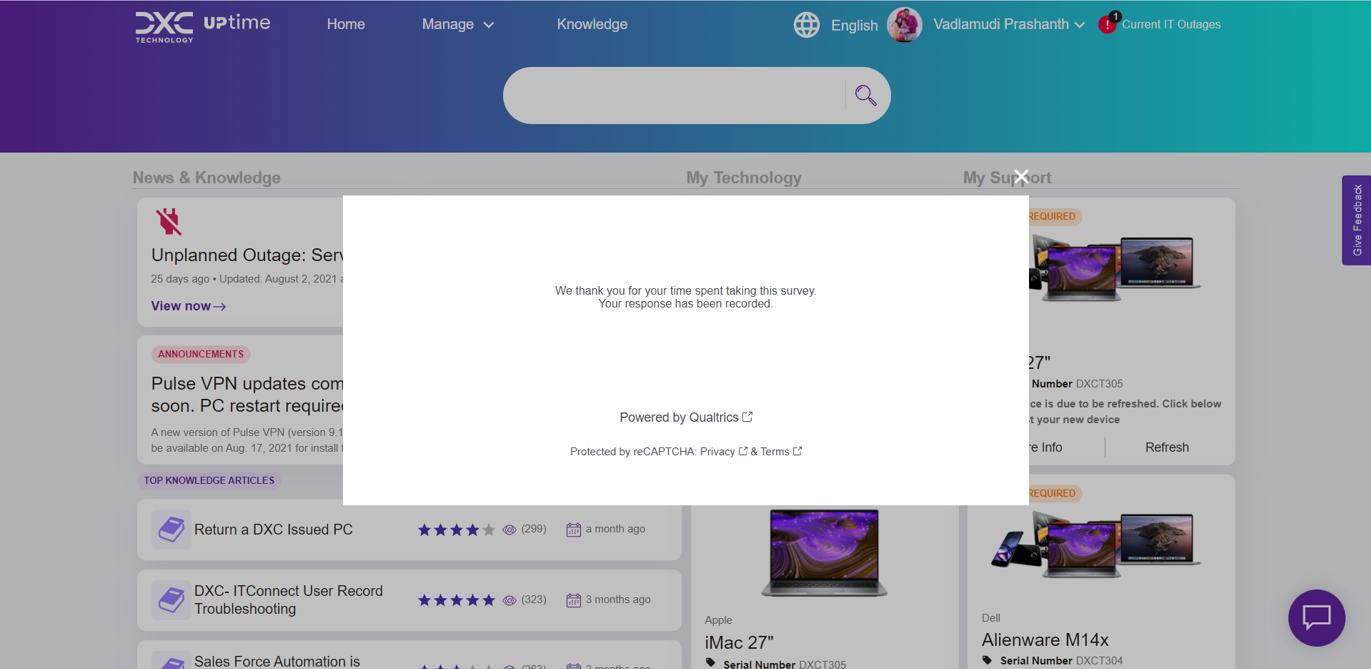 DXC TECHNOLOGY UPtime
Home
Manage
Knowledge
English
Vadlamudi Prashanth
1
Current IT Outages
News & Knowledge
My Technology
My Support
Give Feedback
Unplanned Outage: Serv
25 days ago • Updated: August 2, 2021
View now
ANNOUNCEMENTS
Pulse VPN updates com
soon. PC restart require
A new version of Pulse VPN (version 9.1
be available on Aug. 17, 2021 for install
TOP KNOWLEDGE ARTICLES
Return a DXC Issued PC
(299)
a month ago
DXC- ITConnect User Record
Troubleshooting
(323)
3 months ago
Sales Force Automation is
(263)
3 months ago
We thank you for your time spent taking this survey.
Your response has been recorded.
Powered by Qualtrics
Protected by reCAPTCHA: Privacy & Terms
Apple
iMac 27"
Serial Number DXCT305
REQUIRED
27"
Number DXCT305
ce is due to be refreshed. Click below
t your new device
re Info
Refresh
REQUIRED
Dell
Alienware M14x
Serial Number DXCT304